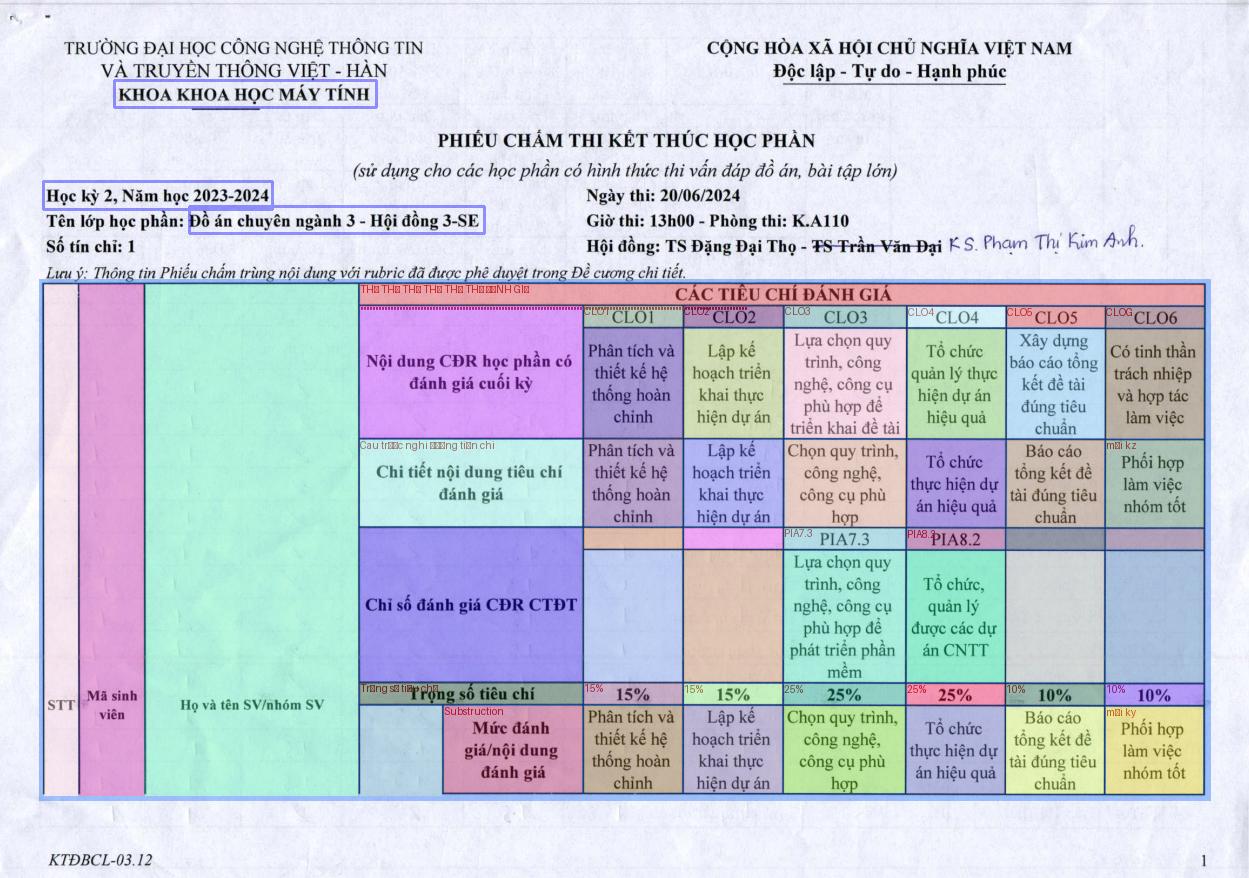 TRƯỜNG ĐẠI HỌC CÔNG NGHỆ THÔNG TIN
VÀ TRUYỀN THÔNG VIỆT - HÀN
KHOA KHOA HỌC MÁY TÍNH
CỘNG HÒA XÃ HỘI CHỦ NGHĨA VIỆT NAM
Độc lập - Tự do - Hạnh phúc
PHIẾU CHẤM THI KẾT THÚC HỌC PHẦN
(sử dụng cho các học phần có hình thức thi vấn đáp đồ án, bài tập lớn)
Học kỳ 2, Năm học 2023-2024
Ngày thi: 20/06/2024
Tên lớp học phần: Đồ án chuyên ngành 3 - Hội đồng 3-SE
Giờ thi: 13h00 - Phòng thi: K.A110
Số tín chỉ: 1
Hội đồng: TS Đặng Đại Thọ - TS Trần Văn Đại KS. Phạm Thị Kim Anh.
Lưu ý: Thông tin Phiếu chấm trùng nội dung với rubric đã được phê duyệt trong Đề cương chi tiết.
STT
Mã sinh
viên
Họ và tên SV/nhóm SV
CÁC TIÊU CHÍ ĐÁNH GIÁ
Nội dung CĐR học phần có
đánh giá cuối kỳ
CLO1
CLO1
CLO2
CLO2
CLO3
CLO3
CLO4
CLO4
CLO5
CLO5
CLOG
CLO6
Phân tích và
thiết kế hệ
thống hoàn
chỉnh
Lập kế
hoạch triển
khai thực
hiện dự án
Lựa chọn quy
trình, công
nghệ, công cụ
phù hợp để
triển khai đề tài
Tổ chức
quản lý thực
hiện dự án
hiệu quả
Xây dựng
báo cáo tổng
kết đề tài
đúng tiêu
chuẩn
Có tinh thần
trách nhiệp
và hợp tác
làm việc
Chi tiết nội dung tiêu chí
đánh giá
Phân tích và
thiết kế hệ
thống hoàn
chỉnh
Lập kế
hoạch triển
khai thực
hiện dự án
Chọn quy trình,
công nghệ,
công cụ phù
hợp
Tổ chức
thực hiện dự
án hiệu quả
Báo cáo
tổng kết đề
tài đúng tiêu
chuẩn
Phối hợp
làm việc
nhóm tốt
Chỉ số đánh giá CĐR CTĐT
PIA7.3
PIA7.3
PIA8.2
PIA8.2
Lựa chọn quy
trình, công
nghệ, công cụ
phù hợp để
phát triển phần
mềm
Tổ chức,
quản lý
được các dự
án CNTT
Trọng số tiêu chí
15%
15%
15%
15%
25%
25%
25%
25%
10%
10%
10%
10%
Substruction
Mức đánh
giá/nội dung
đánh giá
Phân tích và
thiết kế hệ
thống hoàn
chỉnh
Lập kế
hoạch triển
khai thực
hiện dự án
Chọn quy trình,
công nghệ,
công cụ phù
hợp
Tổ chức
thực hiện dự
án hiệu quả
Báo cáo
tổng kết đề
tài đúng tiêu
chuẩn
Phối hợp
làm việc
nhóm tốt
KTĐBCL-03.12
1